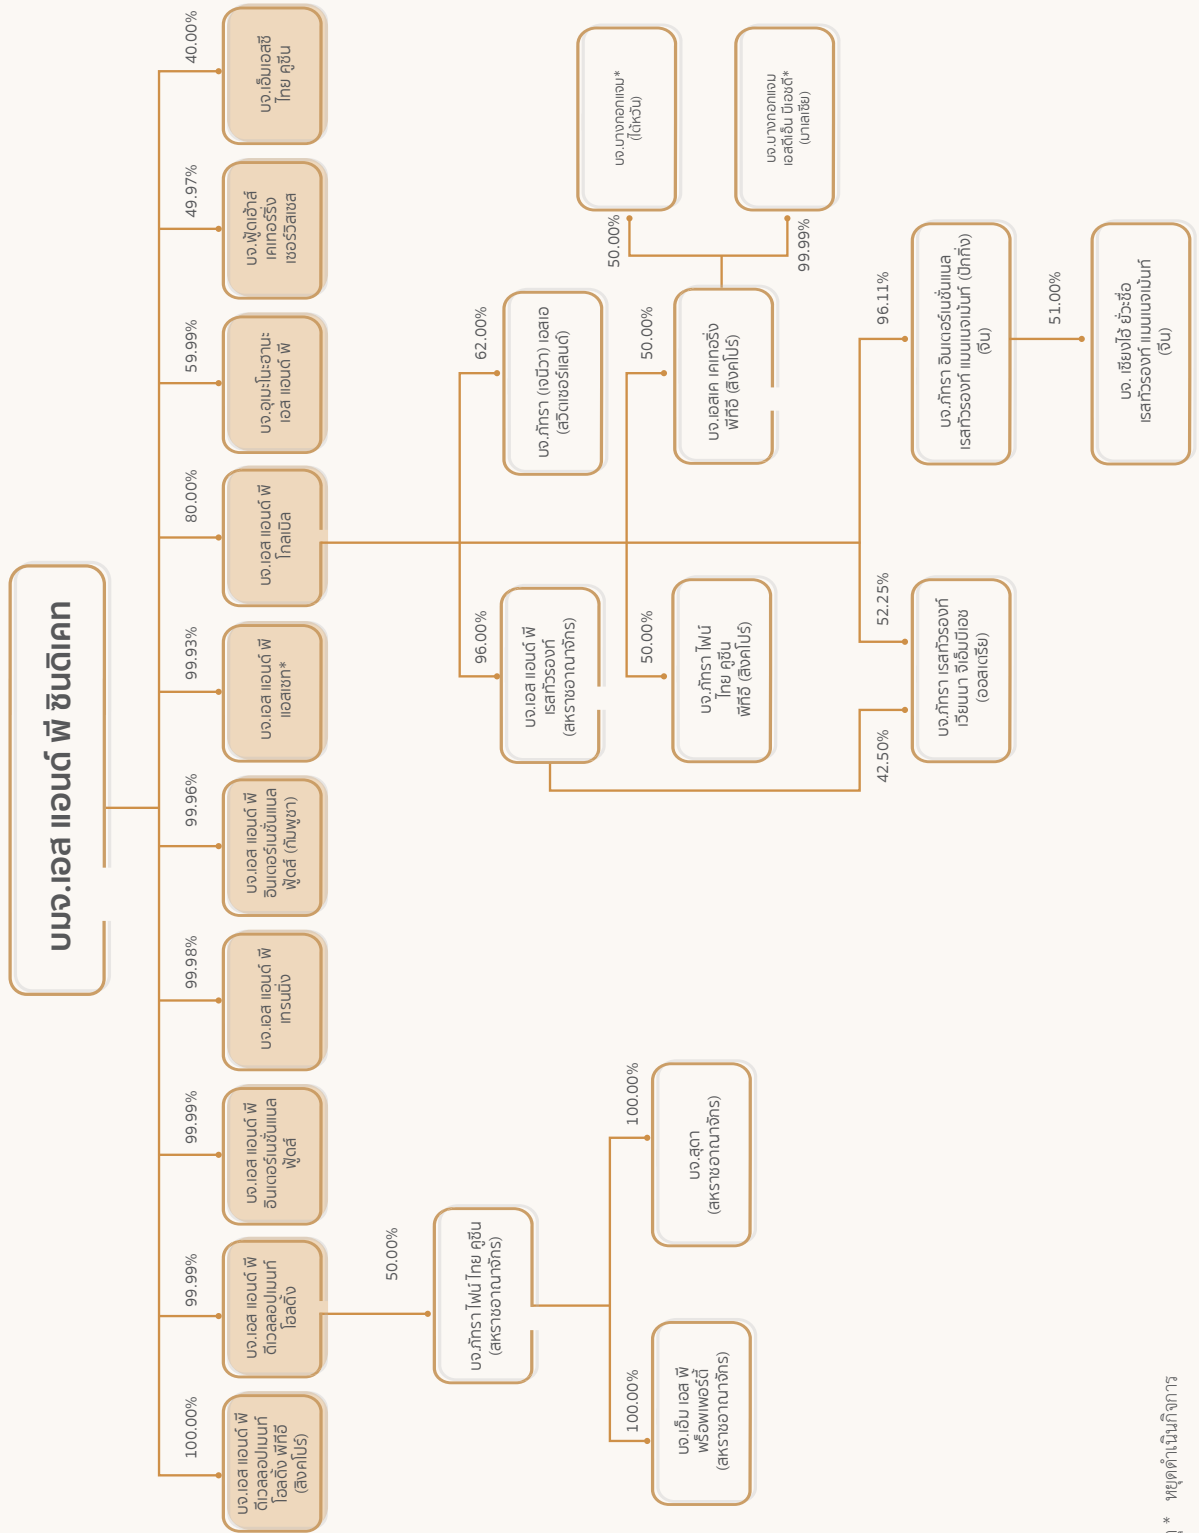 บมจ.เอส แอนด์ พี ซินดิเคท
100.00%
99.99%
99.99%
99.98%
99.96%
99.93%
80.00%
59.99%
49.97%
40.00%
บจ.เอส แอนด์ พี
ดีเวลลอปเมนท์
โฮลดิ้ง พีทีอี
(สิงคโปร์)
บจ.เอส แอนด์ พี
ดีเวลลอปเมนท์
โฮลดิ้ง
บจ.เอส แอนด์ พี
อินเตอร์เนชั่นแนล
ฟู้ดส์
บจ.เอส แอนด์ พี
เทรนนิ่ง
บจ.เอส แอนด์ พี
อินเตอร์เนชั่นแนล
ฟู้ดส์ (กัมพูชา)
บจ.เอส แอนด์ พี
แอสเซท*
บจ.เอส แอนด์ พี
โกลเบิล
บจ.อุเมะโนะฮานะ
เอส แอนด์ พี
บจ.ฟู้ดเฮ้าส์
เคเทอร์ริ่ง
เซอร์วิสเซส
บจ.เอ็มเอสซี
ไทย คูซีน
50.00%
บจ.ภัทรา ไฟน์ ไทย คูซีน
(สหราชอาณาจักร)
100.00%
100.00%
บจ.เอ็ม เอส พี
พร็อพเพอร์ตี้
(สหราชอาณาจักร)
บจ.สุดา
(สหราชอาณาจักร)
96.00%
62.00%
บจ.เอส แอนด์ พี
เรสทัวรองท์
(สหราชอาณาจักร)
บจ.ภัทรา (เจนีวา) เอสเอ
(สวิตเซอร์แลนด์)
50.00%
50.00%
บจ.ภัทรา ไฟน์
ไทย คูซีน
พีทีอี (สิงคโปร์)
บจ.เอสเค เคเทอริ่ง
พีทีอี (สิงคโปร์)
50.00%
99.99%
บจ.บางกอกแจม*
(ไต้หวัน)
บจ.บางกอกแจม
เอสดีเอ็น บีเอชดี*
(มาเลเซีย)
42.50%
52.25%
96.11%
บจ.ภัทรา เรสทัวรองท์
เวียนนา จีเอ็มบีเอช
(ออสเตรีย)
บจ.ภัทรา อินเตอร์เนชั่นแนล
เรสทัวรองท์ แมนเนจเม้นท์ (ปักกิ่ง)
(จีน)
51.00%
บจ. เซี่ยงไฮ้ ยั่วะซื่อ
เรสทัวรองท์ แมนเนจเม้นท์
(จีน)
* หยุดดำเนินกิจการ